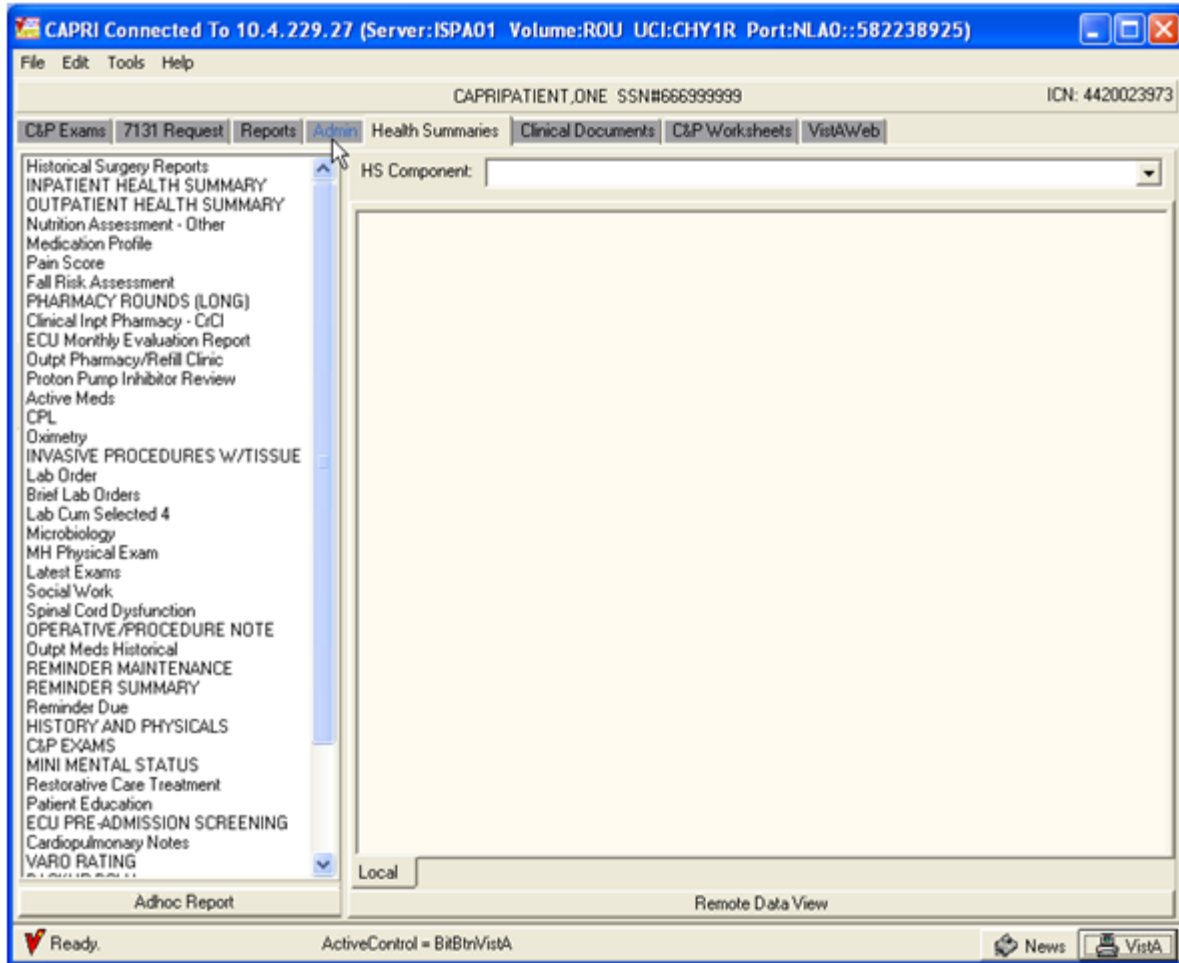 CAPRI Connected To 10.4.229.27 (Server:ISPA01 Volume:ROU UCI:CHY1R Port:NLA0::582238925)
File Edit Tools Help
CAPRIPATIENT,ONE SSN#666999999 ICN: 4420023973
C&P Exams 7131 Request Reports Admin Health Summaries Clinical Documents C&P Worksheets VistAWeb
HS Component:
Historical Surgery Reports
INPATIENT HEALTH SUMMARY
OUTPATIENT HEALTH SUMMARY
Nutrition Assessment - Other
Medication Profile
Pain Score
Fall Risk Assessment
PHARMACY ROUNDS (LONG)
Clinical Inpt Pharmacy - CrCl
ECU Monthly Evaluation Report
Outpt Pharmacy/Refill Clinic
Proton Pump Inhibitor Review
Active Meds
CPL
Oximetry
INVASIVE PROCEDURES W/TISSUE
Lab Order
Brief Lab Orders
Lab Cum Selected 4
Microbiology
MH Physical Exam
Latest Exams
Social Work
Spinal Cord Dysfunction
OPERATIVE/PROCEDURE NOTE
Outpt Meds Historical
REMINDER MAINTENANCE
REMINDER SUMMARY
Reminder Due
HISTORY AND PHYSICALS
C&P EXAMS
MINI MENTAL STATUS
Restorative Care Treatment
Patient Education
ECU PRE-ADMISSION SCREENING
Cardiopulmonary Notes
VARO RATING
Local
Adhoc Report Remote Data View
Ready. ActiveControl = BitBtnVistA News VistA